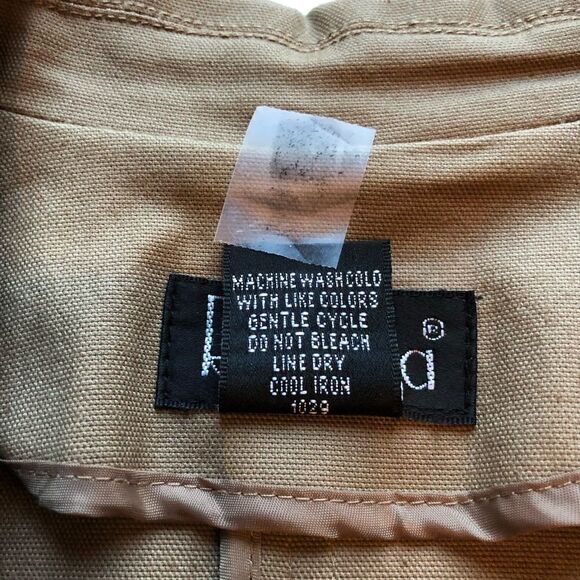 MACHINE WASH COLD
WITH LIKE COLORS
GENTLE CYCLE
DO NOT BLEACH
LINE DRY
COOL IRON
1029